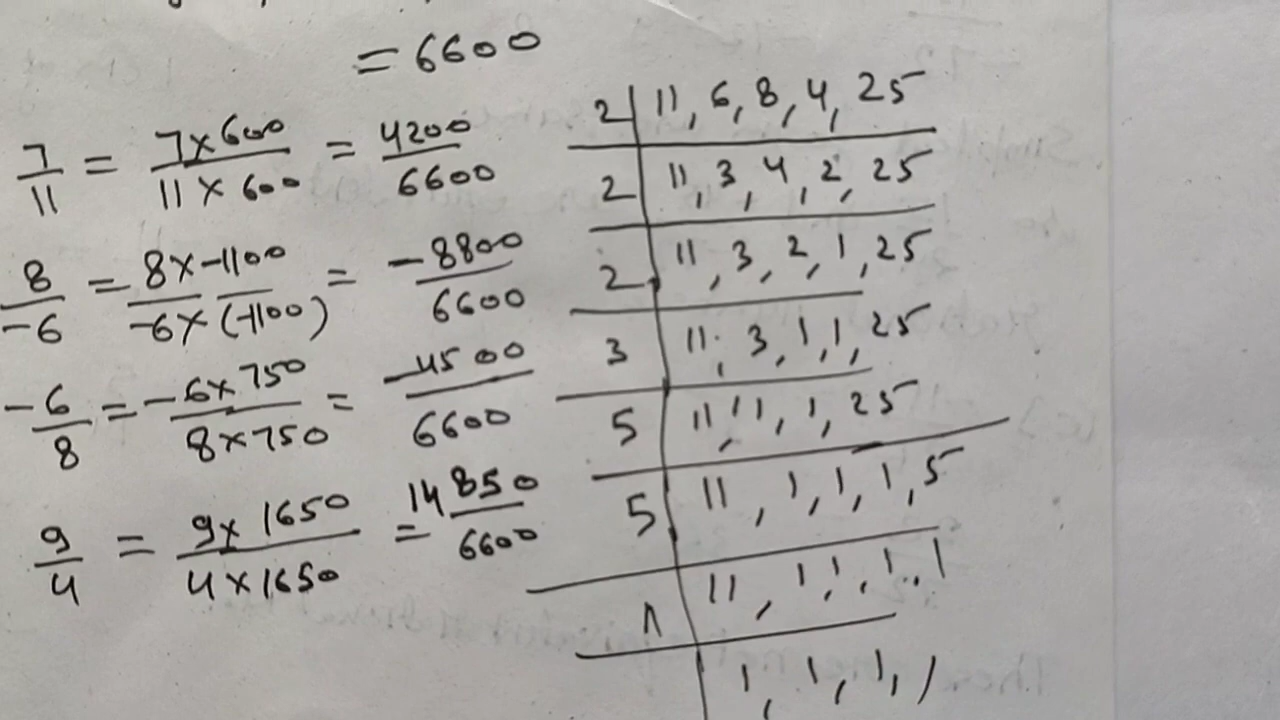 = 6600
7/11 = 7×600/11×600 = 4200/6600
8/-6 = 8×-1100/-6×(-1100) = -8800/6600
-6/8 = -6×750/8×750 = -4500/6600
9/4 = 9×1650/4×1650 = 14850/6600
2 | 11, 6, 8, 4, 25
2 | 11, 3, 4, 2, 25
2 | 11, 3, 2, 1, 25
3 | 11, 3, 1, 1, 25
5 | 11, 1, 1, 25
5 | 11, 1, 1, 1, 5
11 | 11, 1, 1, 1, 1
1, 1, 1, 1